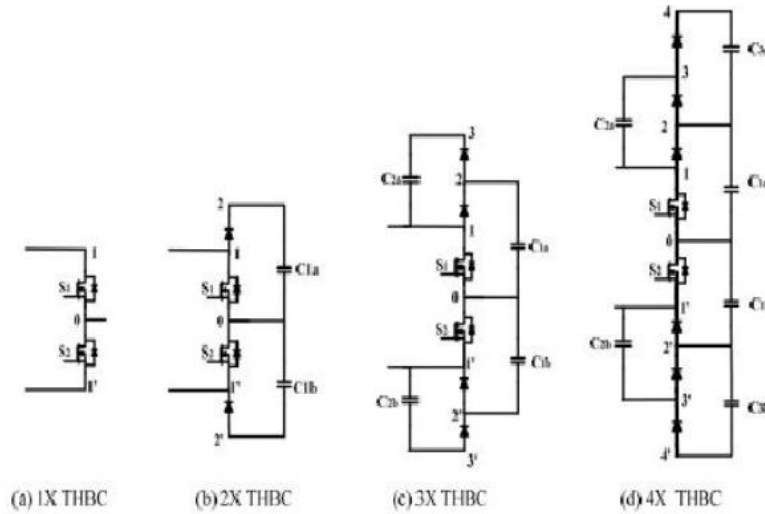 1
S1
0
S2
1'
(a) 1X THBC
2
1
S1
0
S2
1'
2'
C1a
C1b
(b) 2X THBC
3
C2a
2
1
S1
C1a
0
S2
1'
C1b
C2b
2'
3'
(c) 3X THBC
4
3
C2a
2
1
S1
0
S2
1'
C2b
2'
3'
4'
(d) 4X THBC